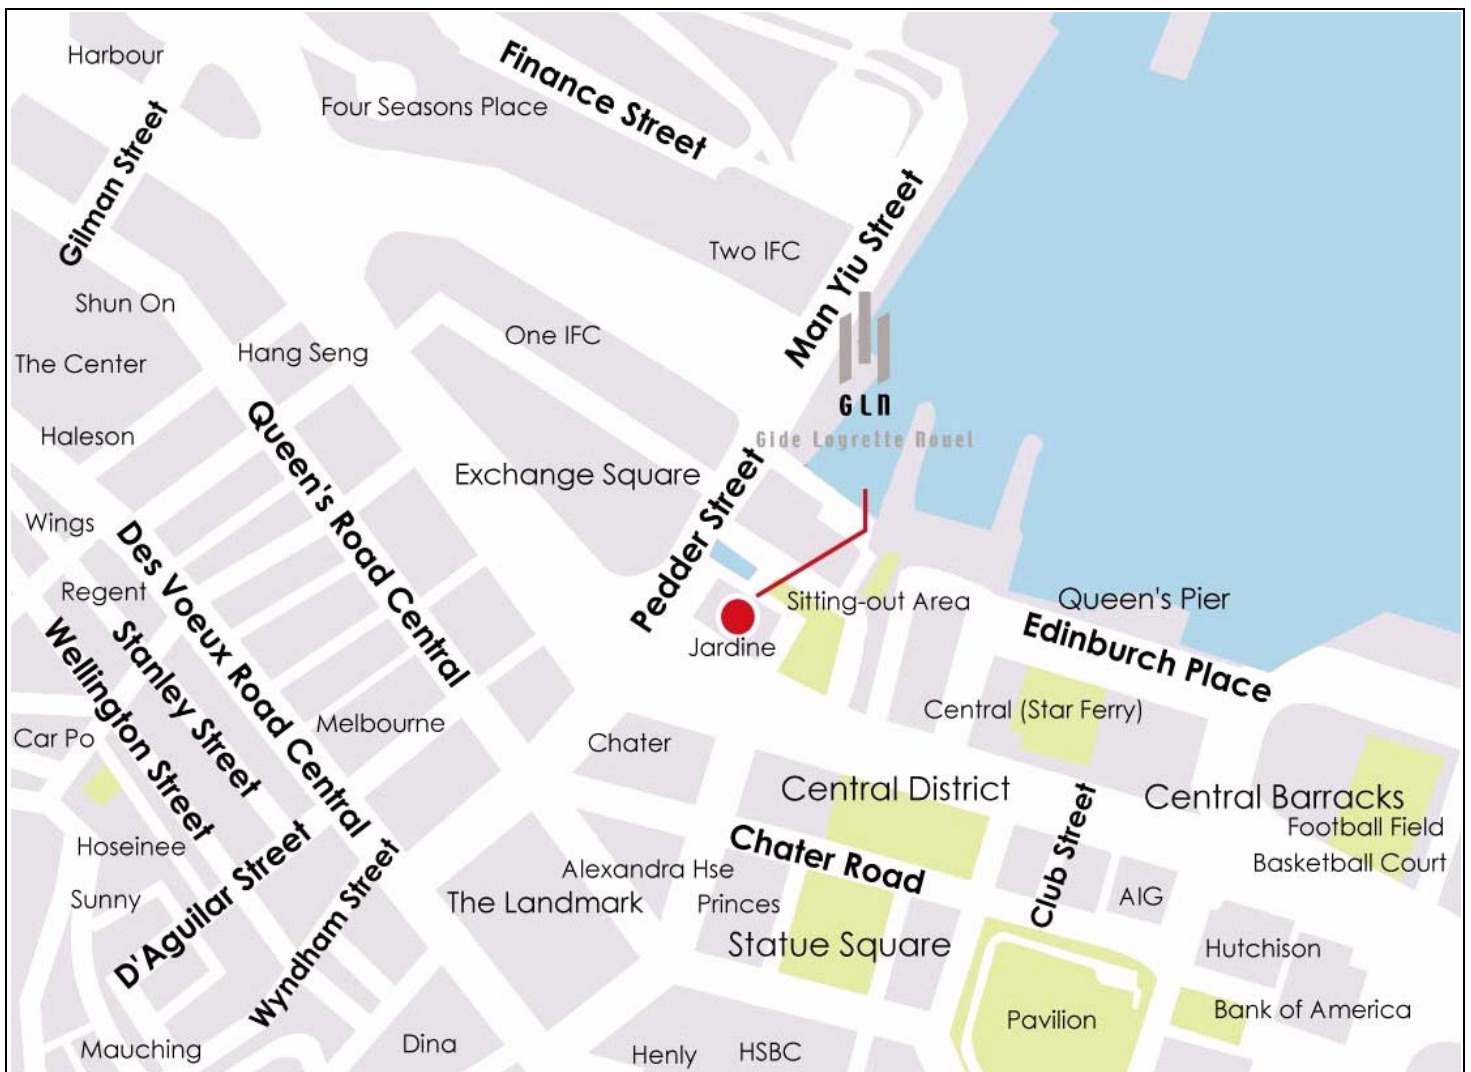 Harbour
Finance Street
Four Seasons Place
Gilman Street
Man Yiu Street
Two IFC
Shun On
One IFC
Hang Seng
The Center
GLN
Gide Loyrette Nouel
Haleson
Queen's Road Central
Exchange Square
Pedder Street
Wings
Des Voeux Road Central
Regent
Sitting-out Area
Queen's Pier
Wellington Street
Stanley Street
Edinburch Place
Jardine
Central (Star Ferry)
Melbourne
Car Po
Chater
Central District
Club Street
Central Barracks
Football Field
Hoseinee
Chater Road
Basketball Court
D'Aguilar Street
Wyndham Street
Alexandra Hse
Sunny
The Landmark
Princes
AIG
Statue Square
Hutchison
Bank of America
Pavilion
Mauching
Dina
Henly
HSBC